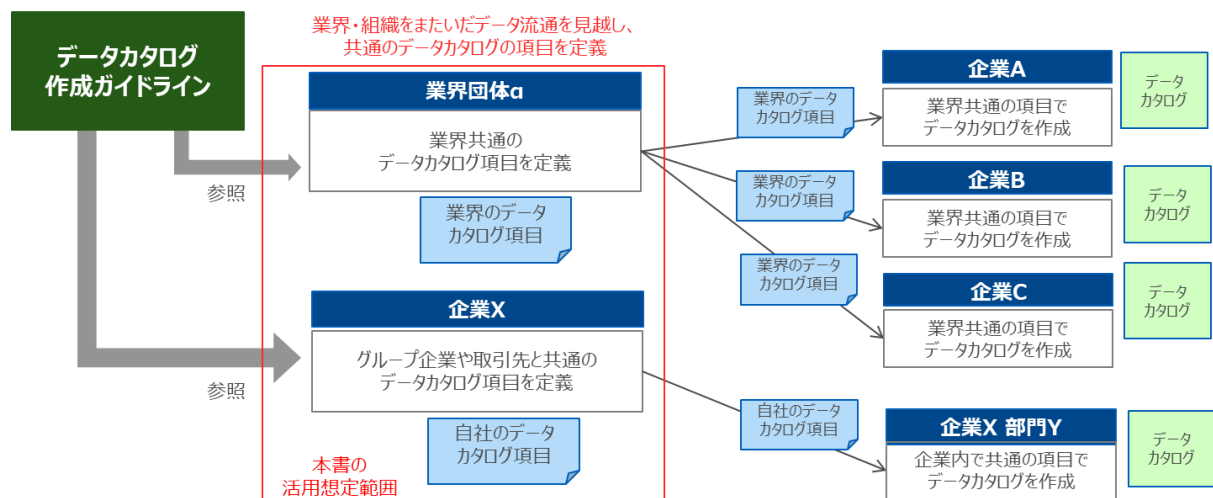 データカタログ
作成ガイドライン
参照
参照
業界・組織をまたいだデータ流通を見越し、
共通のデータカタログの項目を定義
業界団体α
業界共通の
データカタログ項目を定義
業界のデータ
カタログ項目
企業X
グループ企業や取引先と共通の
データカタログ項目を定義
自社のデータ
カタログ項目
本書の
活用想定範囲
業界のデータ
カタログ項目
企業A
業界共通の項目で
データカタログを作成
データ
カタログ
業界のデータ
カタログ項目
企業B
業界共通の項目で
データカタログを作成
データ
カタログ
業界のデータ
カタログ項目
企業C
業界共通の項目で
データカタログを作成
データ
カタログ
自社のデータ
カタログ項目
企業X 部門Y
企業内で共通の項目で
データカタログを作成
データ
カタログ